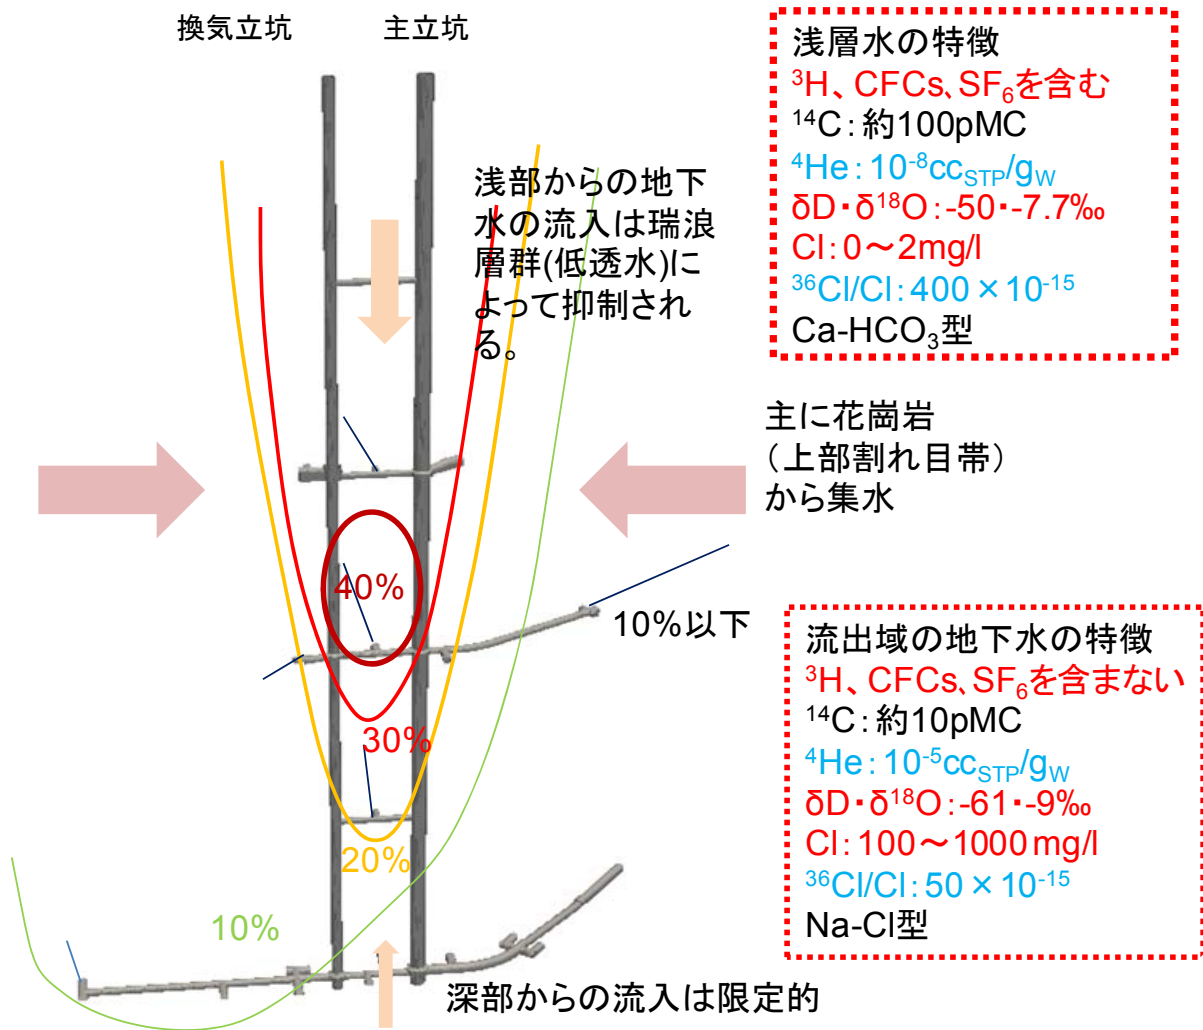 換気立坑
主立坑
浅層水の特徴
³H、CFCs、SF₆を含む
¹⁴C：約100pMC
⁴He：10⁻⁸cc_STP/g_W
δD・δ¹⁸O：-50・-7.7‰
Cl：0～2mg/l
³⁶Cl/Cl：400×10⁻¹⁵
Ca-HCO₃型
浅部からの地下
水の流入は瑞浪
層群(低透水)に
よって抑制され
る。
主に花崗岩
（上部割れ目帯）
から集水
40%
10%以下
30%
20%
10%
流出域の地下水の特徴
³H、CFCs、SF₆を含まない
¹⁴C：約10pMC
⁴He：10⁻⁵cc_STP/g_W
δD・δ¹⁸O：-61・-9‰
Cl：100～1000mg/l
³⁶Cl/Cl：50×10⁻¹⁵
Na-Cl型
深部からの流入は限定的